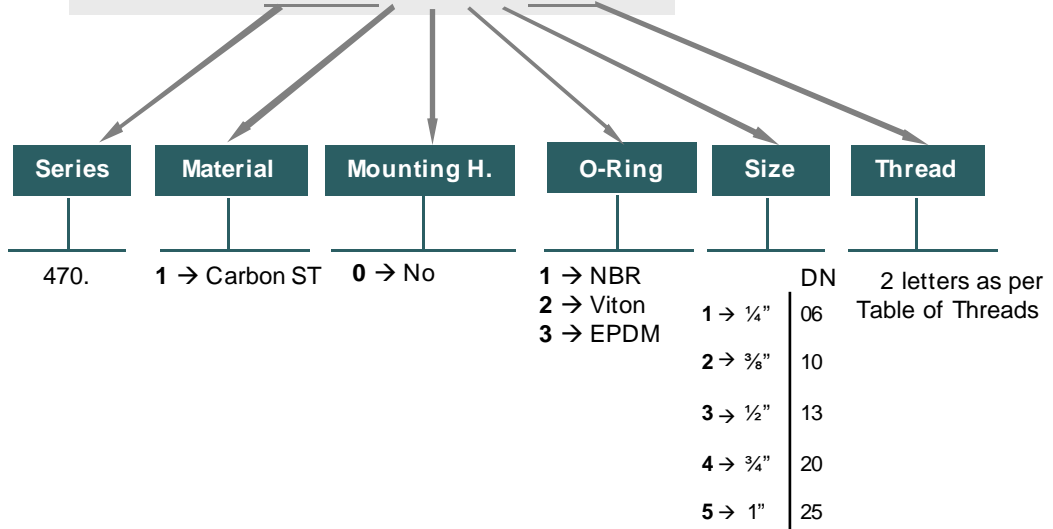 Series Material Mounting H. O-Ring Size Thread
470. 1 → Carbon ST 0 → No 1 → NBR DN 2 letters as per
2 → Viton 1 → ¼” 06 Table of Threads
3 → EPDM
2 → ⅜” 10
3 → ½” 13
4 → ¾” 20
5 → 1” 25